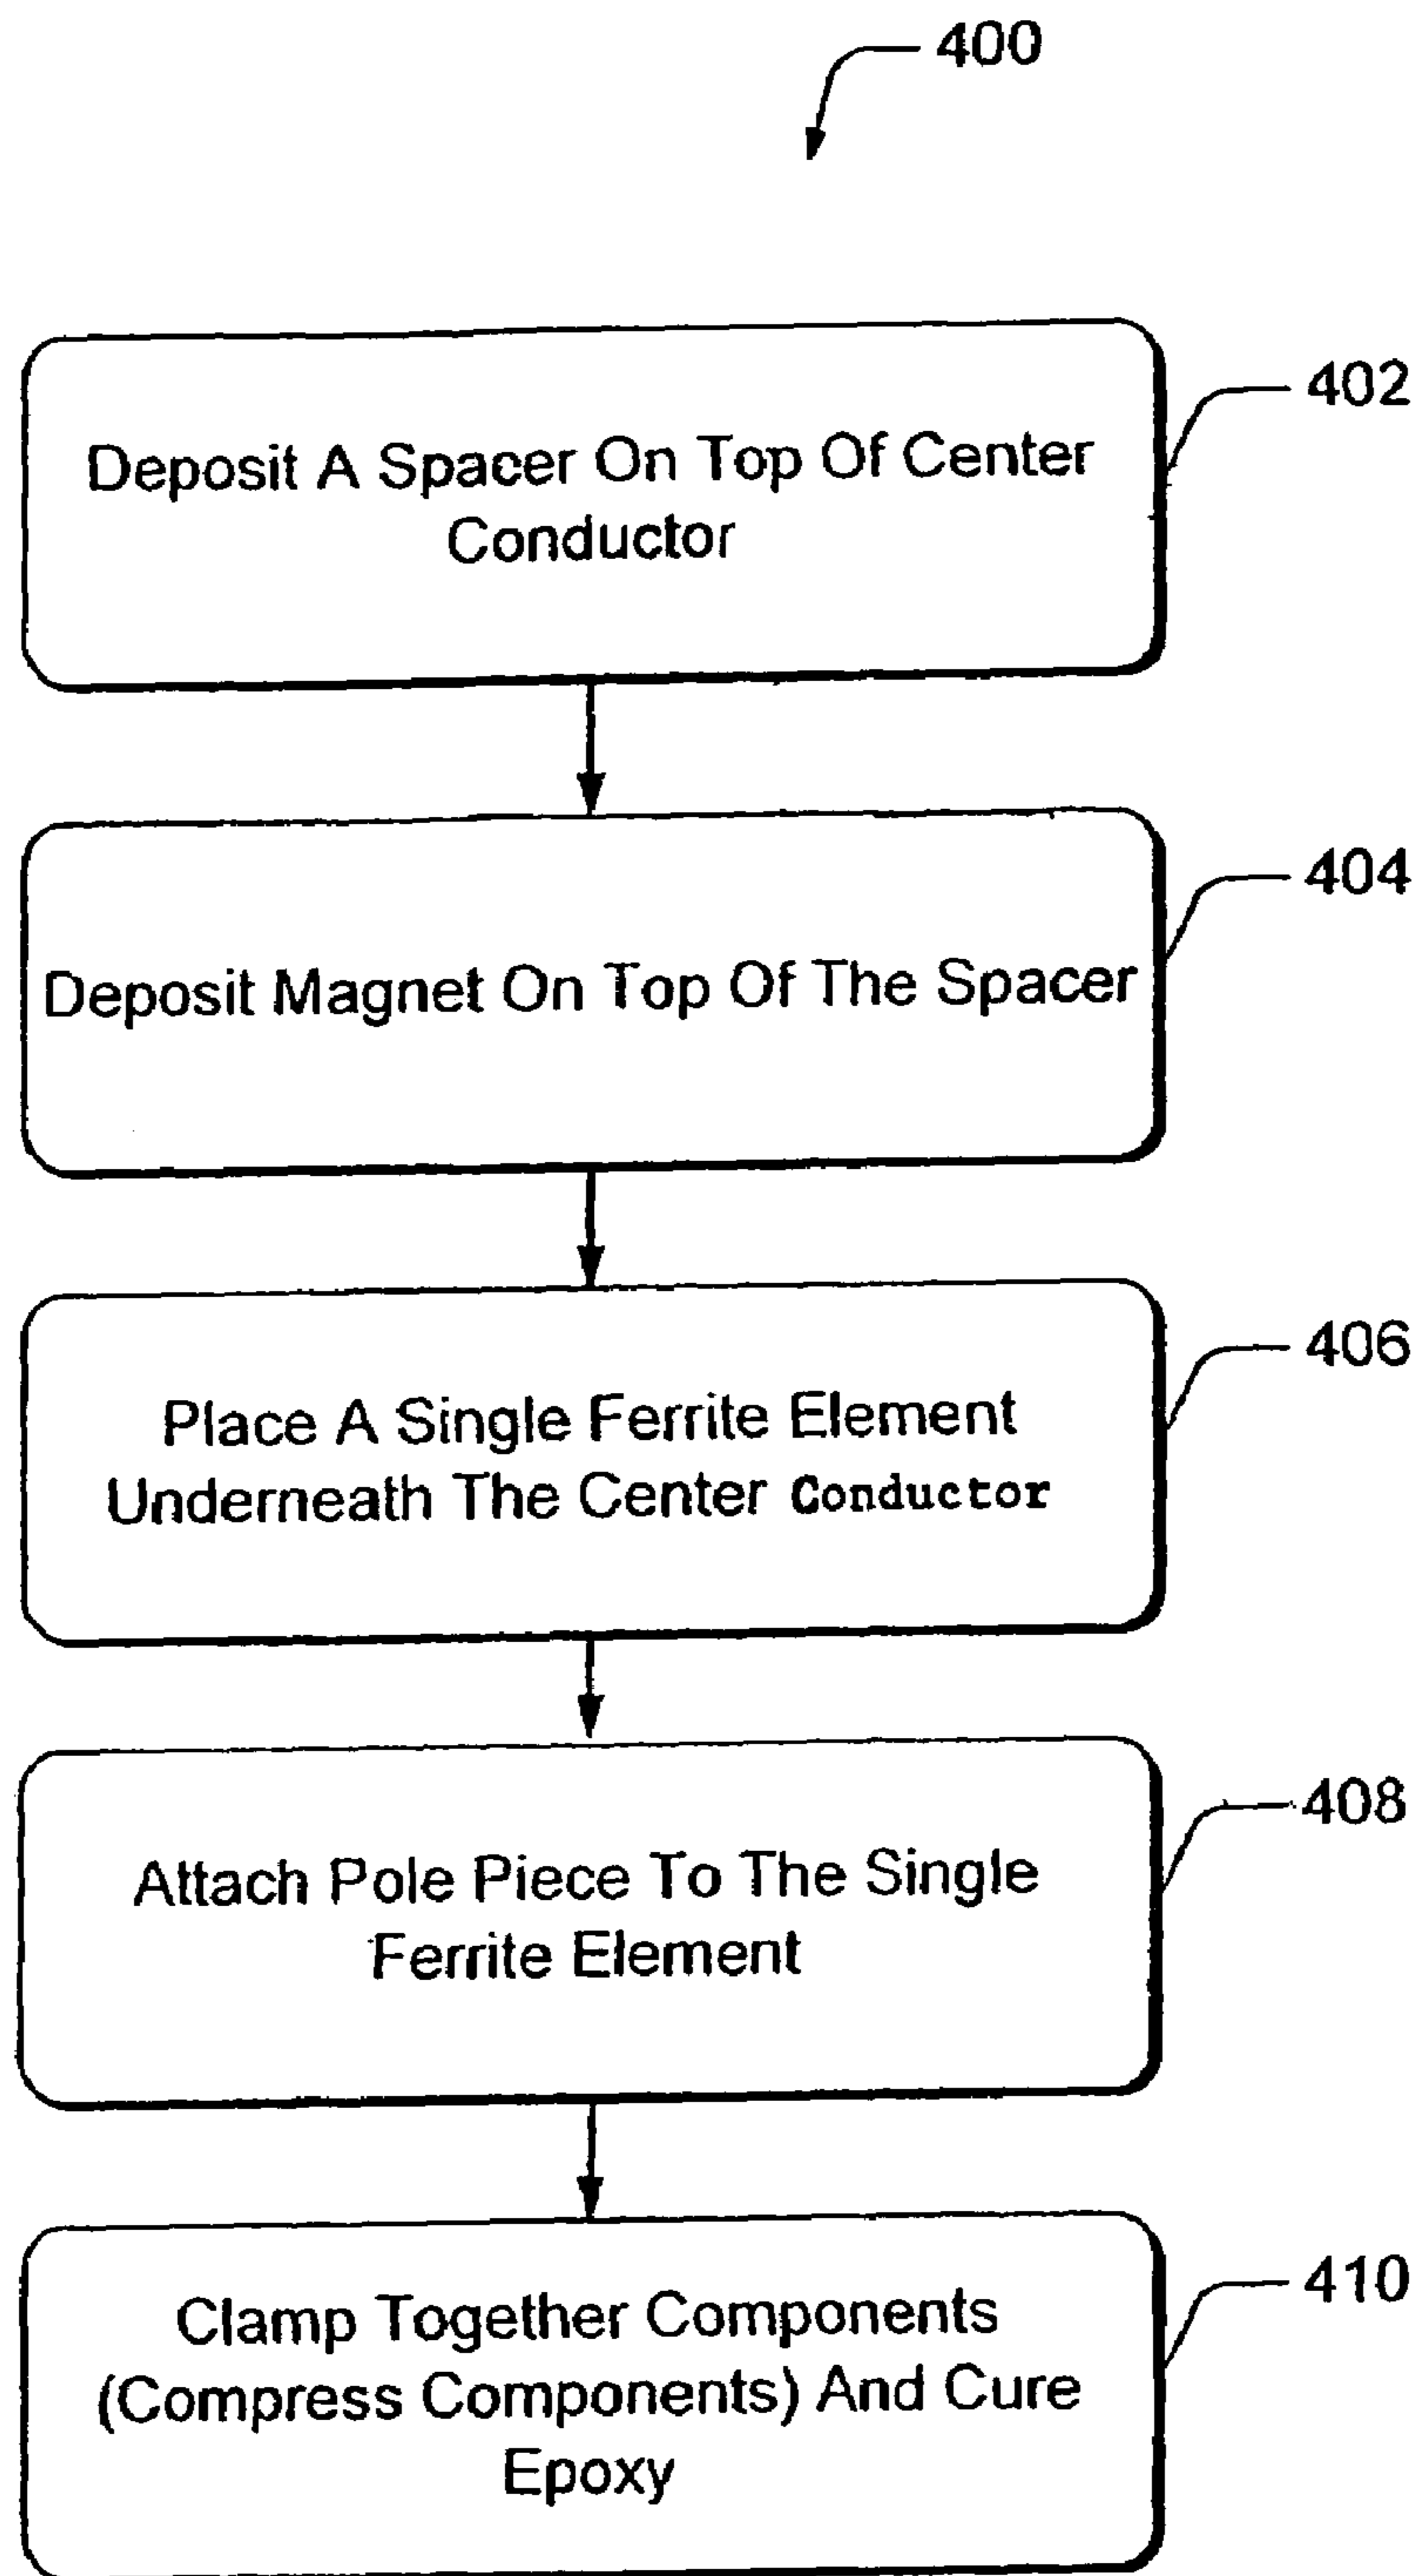 400
Deposit A Spacer On Top Of Center
Conductor
402
Deposit Magnet On Top Of The Spacer
404
Place A Single Ferrite Element
Underneath The Center Conductor
406
Attach Pole Piece To The Single
Ferrite Element
408
Clamp Together Components
(Compress Components) And Cure
Epoxy
410